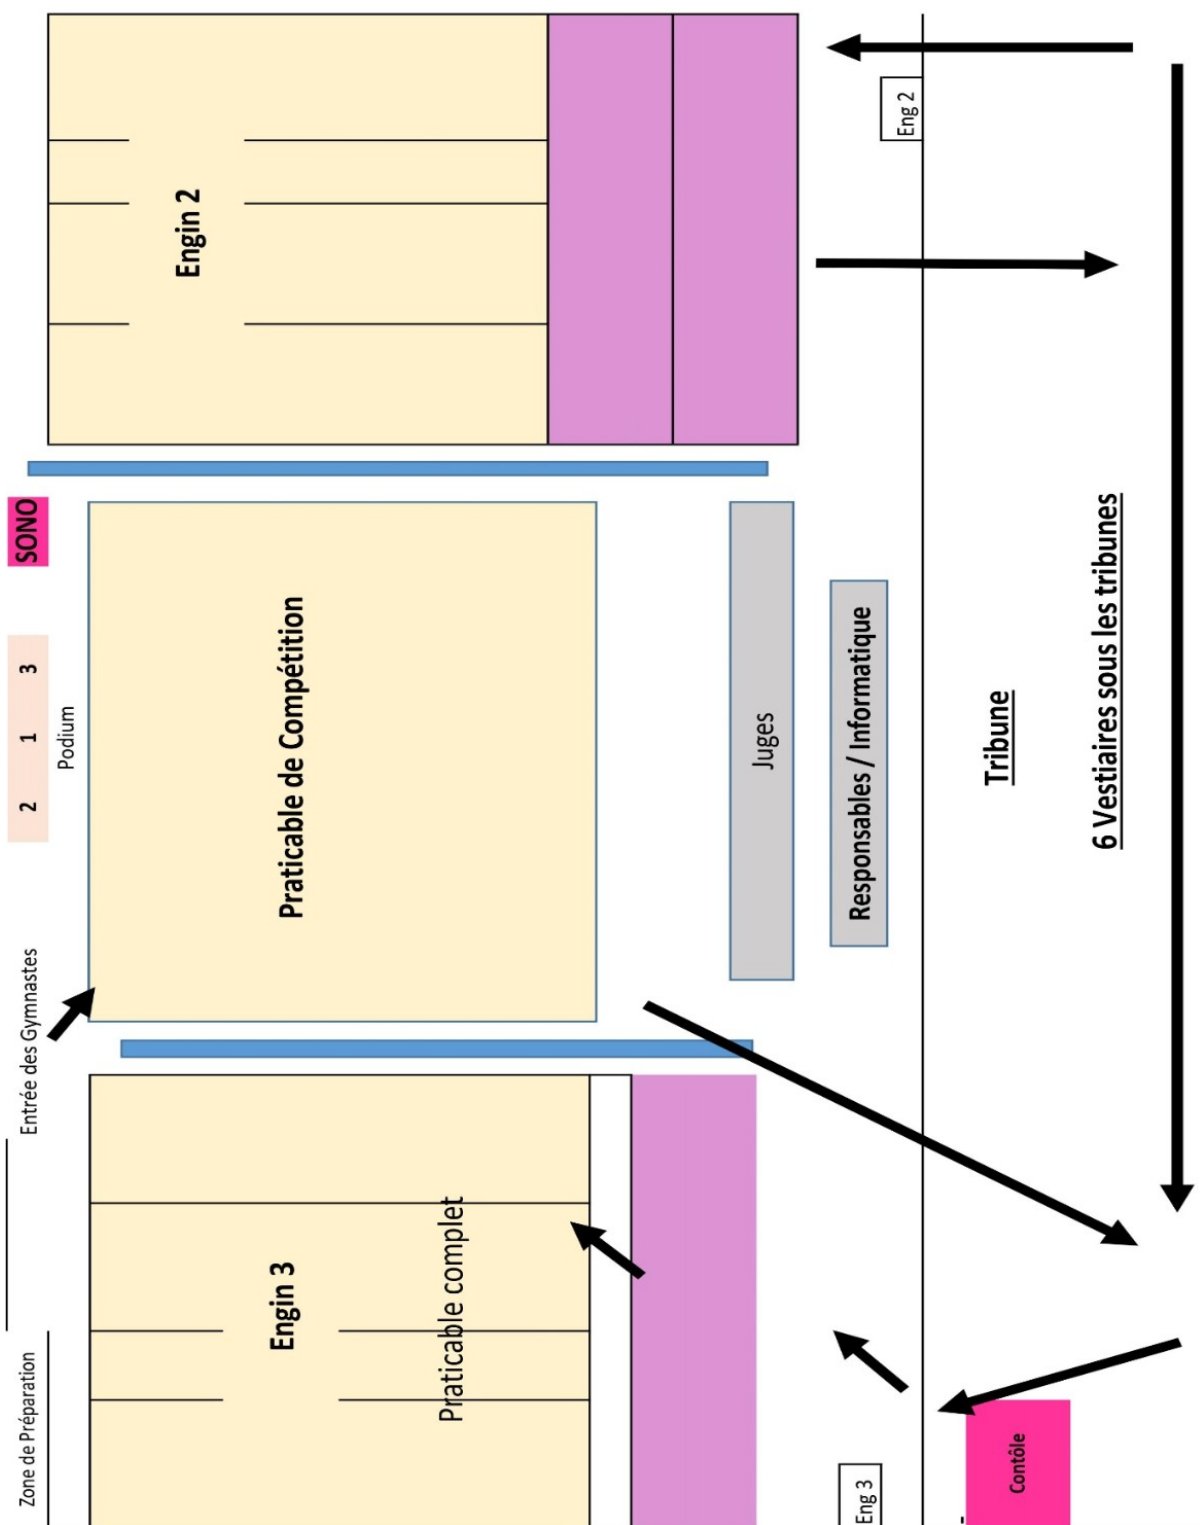 Eng 2
Engin 2
SONO
2 1 3
Podium
Praticable de Compétition
Juges
Responsables / Informatique
Tribune
6 Vestiaires sous les tribunes
Entrée des Gymnastes
Engin 3
Praticable complet
Zone de Préparation
Eng 3
Contôle